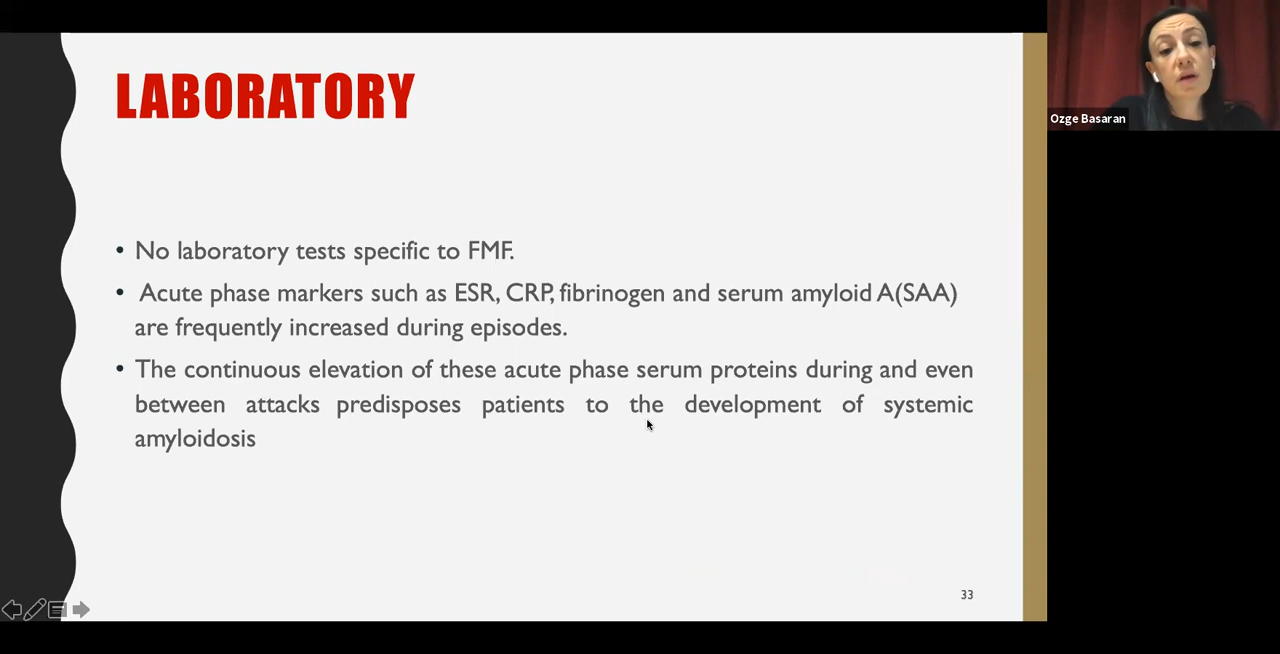 LABORATORY
• No laboratory tests specific to FMF.
• Acute phase markers such as ESR, CRP, fibrinogen and serum amyloid A(SAA)
are frequently increased during episodes.
• The continuous elevation of these acute phase serum proteins during and even
between attacks predisposes patients to the development of systemic
amyloidosis
33
Ozge Basaran